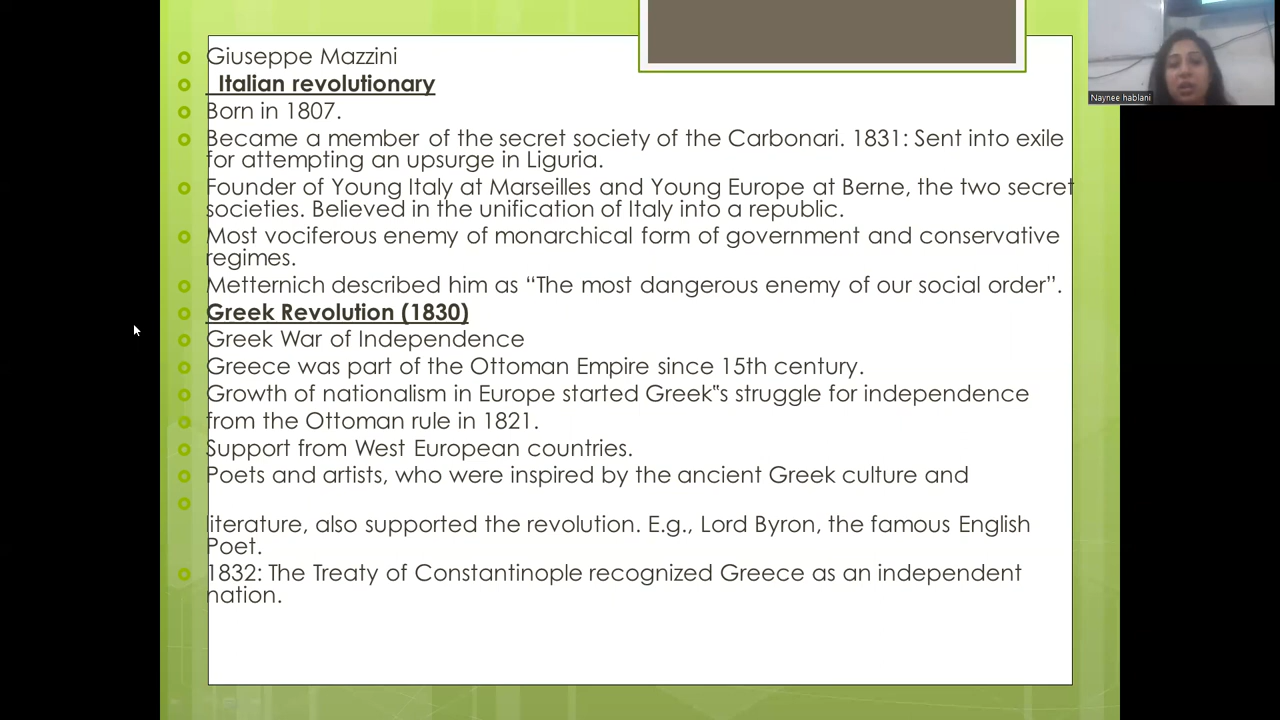 Giuseppe Mazzini
Italian revolutionary
Born in 1807.
Became a member of the secret society of the Carbonari. 1831: Sent into exile
for attempting an upsurge in Liguria.
Founder of Young Italy at Marseilles and Young Europe at Berne, the two secret
societies. Believed in the unification of Italy into a republic.
Most vociferous enemy of monarchical form of government and conservative
regimes.
Metternich described him as “The most dangerous enemy of our social order”.
Greek Revolution (1830)
Greek War of Independence
Greece was part of the Ottoman Empire since 15th century.
Growth of nationalism in Europe started Greek‟s struggle for independence
from the Ottoman rule in 1821.
Support from West European countries.
Poets and artists, who were inspired by the ancient Greek culture and
literature, also supported the revolution. E.g., Lord Byron, the famous English
Poet.
1832: The Treaty of Constantinople recognized Greece as an independent
nation.
Naynee hablani